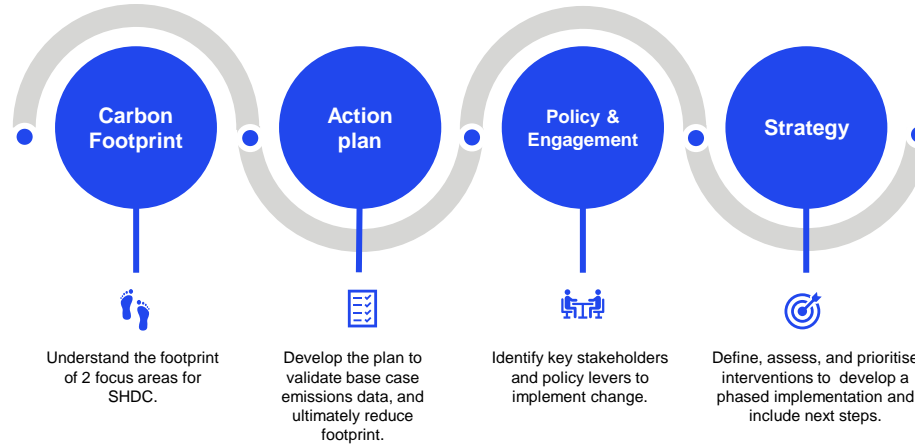 Carbon
Footprint
Action
plan
Policy &
Engagement
Strategy
Understand the footprint
of 2 focus areas for
SHDC.
Develop the plan to
validate base case
emissions data, and
ultimately reduce
footprint.
Identify key stakeholders
and policy levers to
implement change.
Define, assess, and prioritise
interventions to develop a
phased implementation and
include next steps.